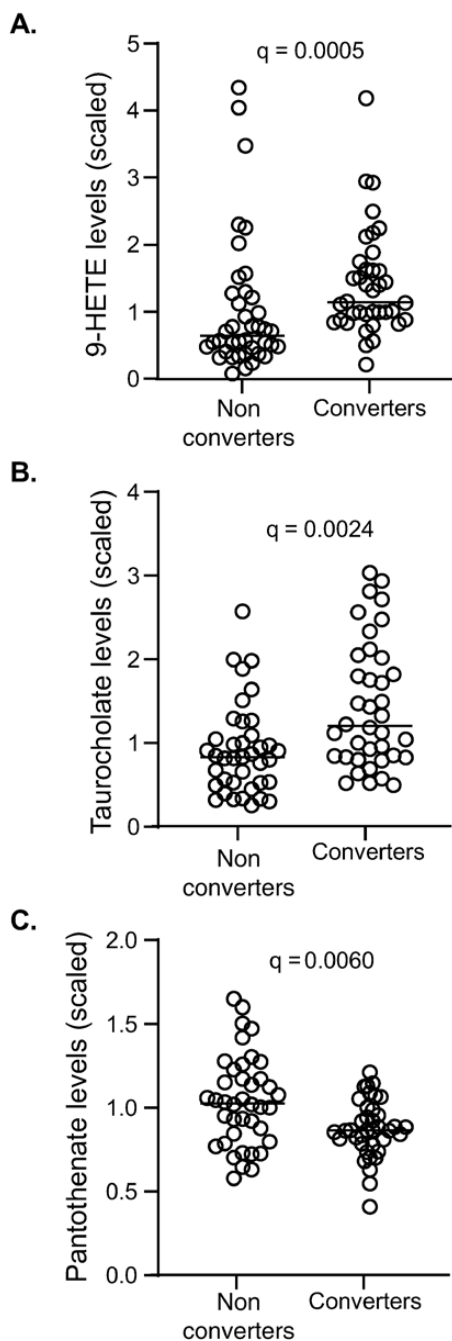 A.
q = 0.0005
9-HETE levels (scaled)
5
4
3
2
1
0
Non
converters
Converters
B.
q = 0.0024
Taurocholate levels (scaled)
4
3
2
1
0
Non
converters
Converters
C.
q = 0.0060
Pantothenate levels (scaled)
2.0
1.5
1.0
0.5
0.0
Non
converters
Converters